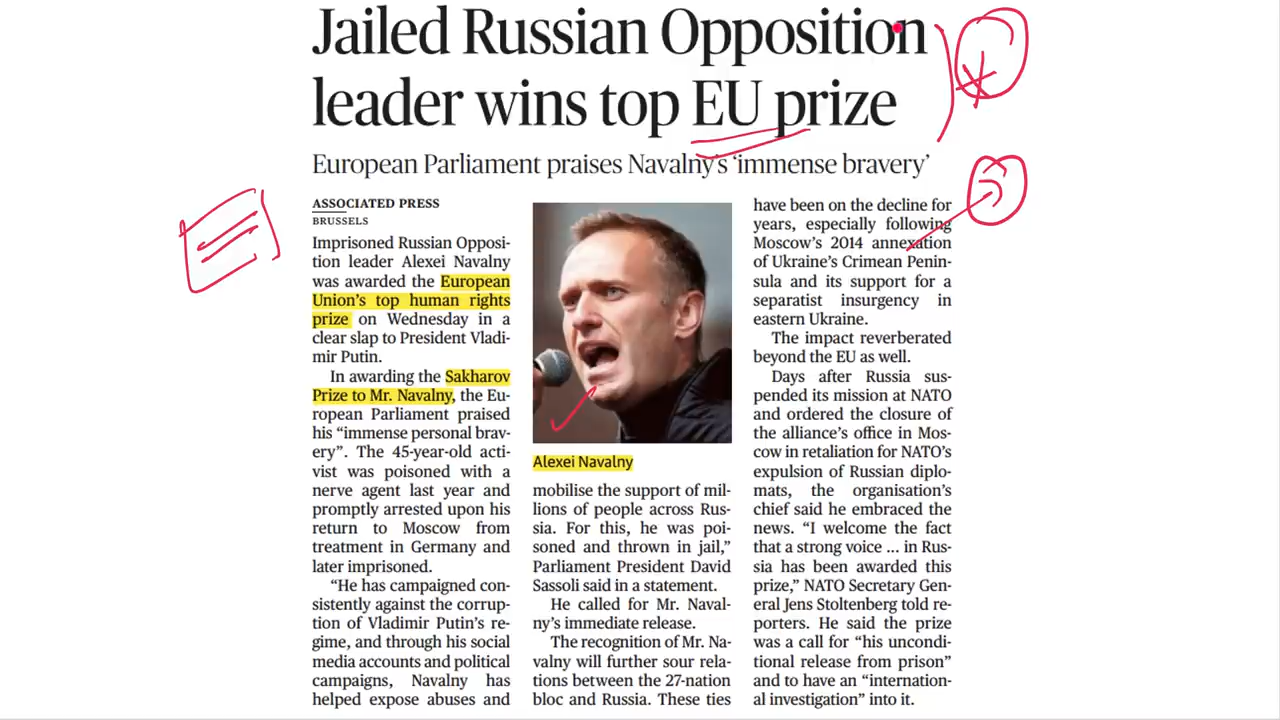 Jailed Russian Opposition
leader wins top EU prize
European Parliament praises Navalny's ‘immense bravery’
ASSOCIATED PRESS
BRUSSELS
Imprisoned Russian Opposi-
tion leader Alexei Navalny
was awarded the European
Union's top human rights
prize on Wednesday in a
clear slap to President Vladi-
mir Putin.
In awarding the Sakharov
Prize to Mr. Navalny, the Eu-
ropean Parliament praised
his “immense personal brav-
ery”. The 45-year-old acti-
vist was poisoned with a
nerve agent last year and
promptly arrested upon his
return to Moscow from
treatment in Germany and
later imprisoned.
“He has campaigned con-
sistently against the corrup-
tion of Vladimir Putin's re-
gime, and through his social
media accounts and political
campaigns, Navalny has
helped expose abuses and
Alexei Navalny
mobilise the support of mil-
lions of people across Rus-
sia. For this, he was poi-
soned and thrown in jail,”
Parliament President David
Sassoli said in a statement.
He called for Mr. Naval-
ny's immediate release.
The recognition of Mr. Na-
valny will further sour rela-
tions between the 27-nation
bloc and Russia. These ties
have been on the decline for
years, especially following
Moscow's 2014 annexation
of Ukraine's Crimean Penin-
sula and its support for a
separatist insurgency in
eastern Ukraine.
The impact reverberated
beyond the EU as well.
Days after Russia sus-
pended its mission at NATO
and ordered the closure of
the alliance's office in Mos-
cow in retaliation for NATO's
expulsion of Russian diplo-
mats, the organisation's
chief said he embraced the
news. “I welcome the fact
that a strong voice ... in Rus-
sia has been awarded this
prize,” NATO Secretary Gen-
eral Jens Stoltenberg told re-
porters. He said the prize
was a call for “his uncondi-
tional release from prison”
and to have an “internation-
al investigation” into it.